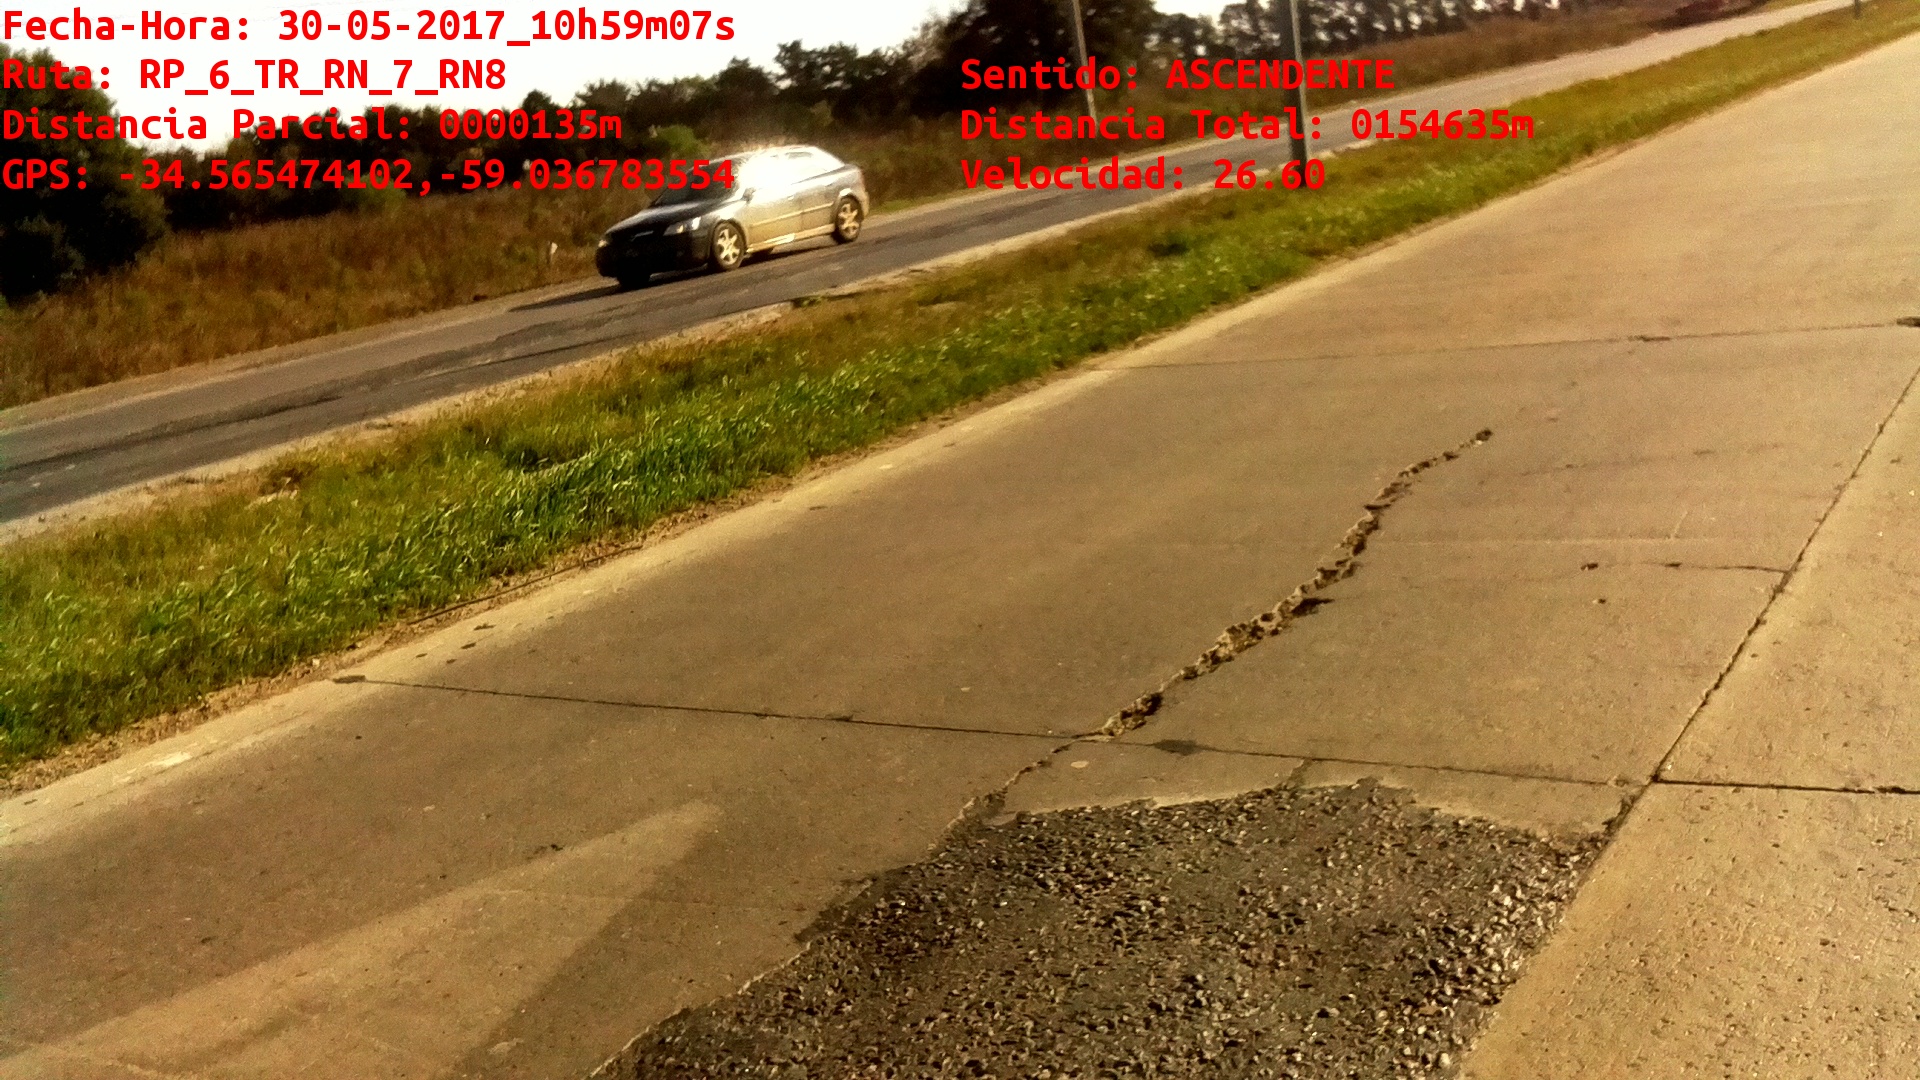 Fecha-Hora: 30-05-2017_10h59m07s
Ruta: RP_6_TR_RN_7_RN8 Sentido: ASCENDENTE
Distancia Parcial: 0000135m Distancia Total: 0154635m
GPS: -34.565474102,-59.036783554 Velocidad: 26.60